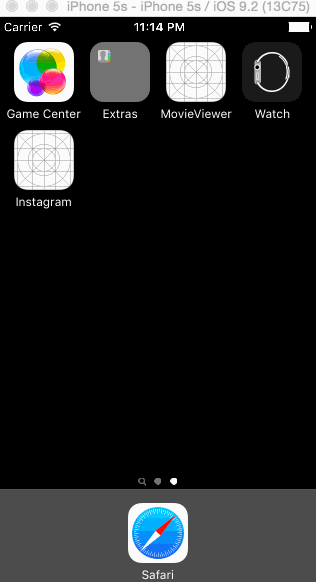 iPhone 5s - iPhone 5s / iOS 9.2 (13C75)
Carrier 11:14 PM
Game Center Extras MovieViewer Watch
Instagram
Safari